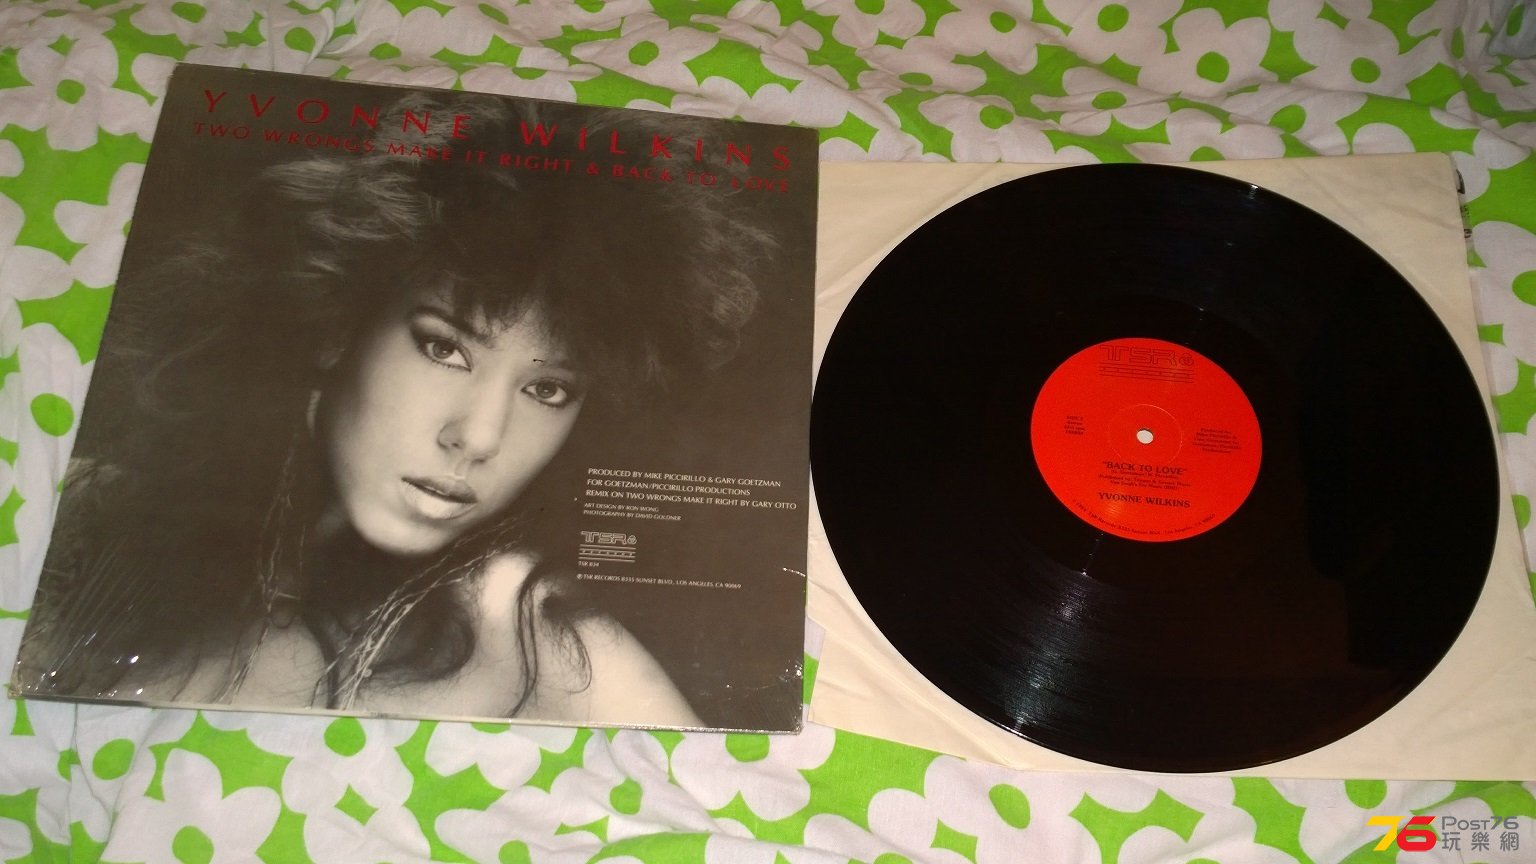 YVONNE WILKINS
TWO WRONGS MAKE IT RIGHT & BACK TO LOVE
PRODUCED BY MIKE PICCIRILLO & GARY GOETZMAN
FOR GOETZMAN/PICCIRILLO PRODUCTIONS
REMIX ON TWO WRONGS MAKE IT RIGHT BY GARY OTTO
ART DESIGN BY RON WONG
PHOTOGRAPHY BY DAVID GOLDNER
TSR
RECORDS
TSR 834
℗ TSR RECORDS 8335 SUNSET BLVD., LOS ANGELES, CA 90069
TSR
Produced by
"BACK TO LOVE"
YVONNE WILKINS
76 POST76
玩樂網